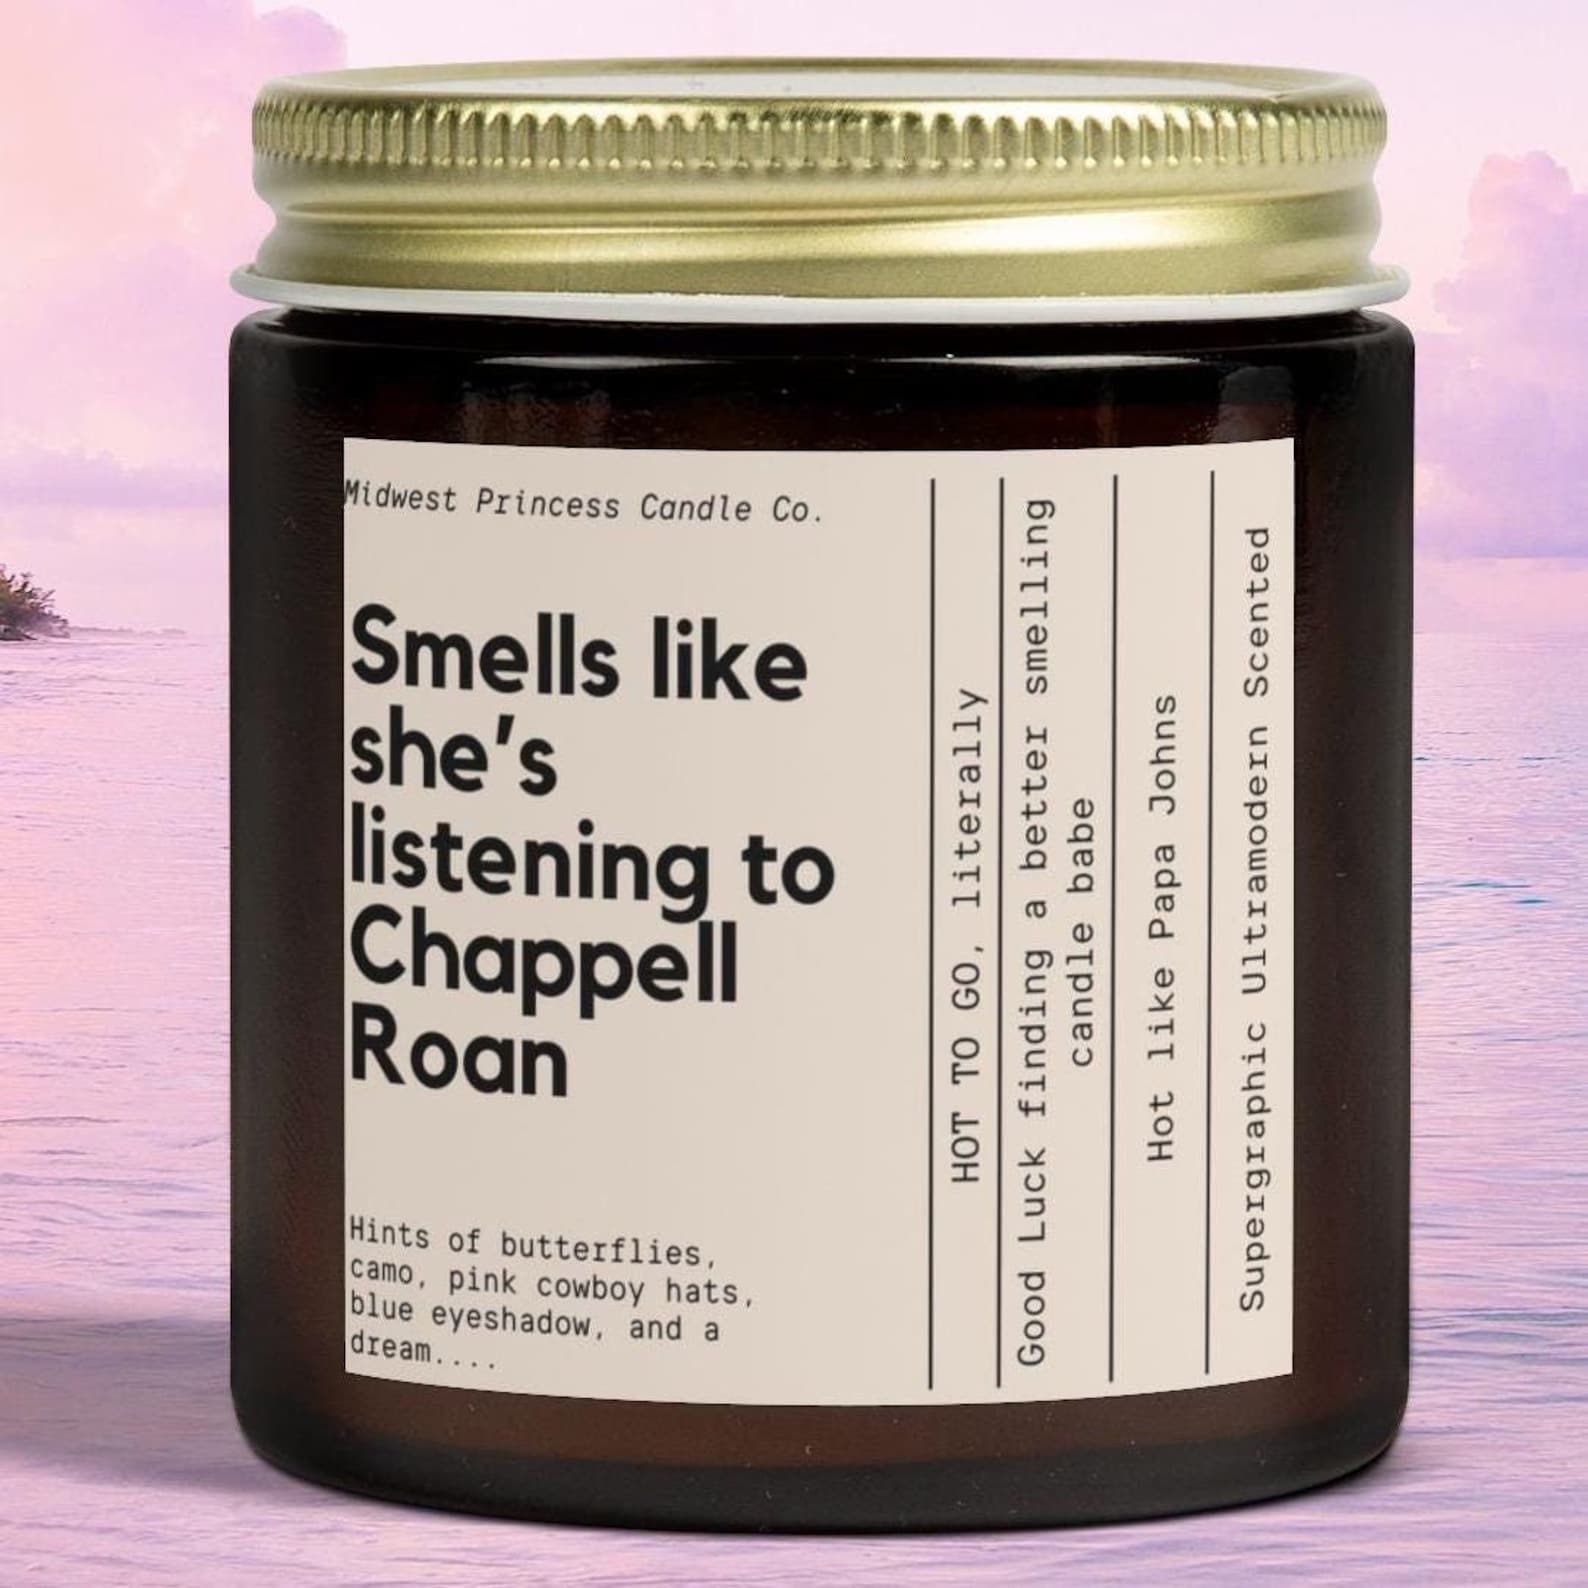 Midwest Princess Candle Co.
Smells like
she's
listening to
Chappell
Roan
Hints of butterflies,
camo, pink cowboy hats,
blue eyeshadow, and a
dream....
HOT TO GO, literally
Good Luck finding a better smelling
candle babe
Hot like Papa Johns
Supergraphic Ultramodern Scented